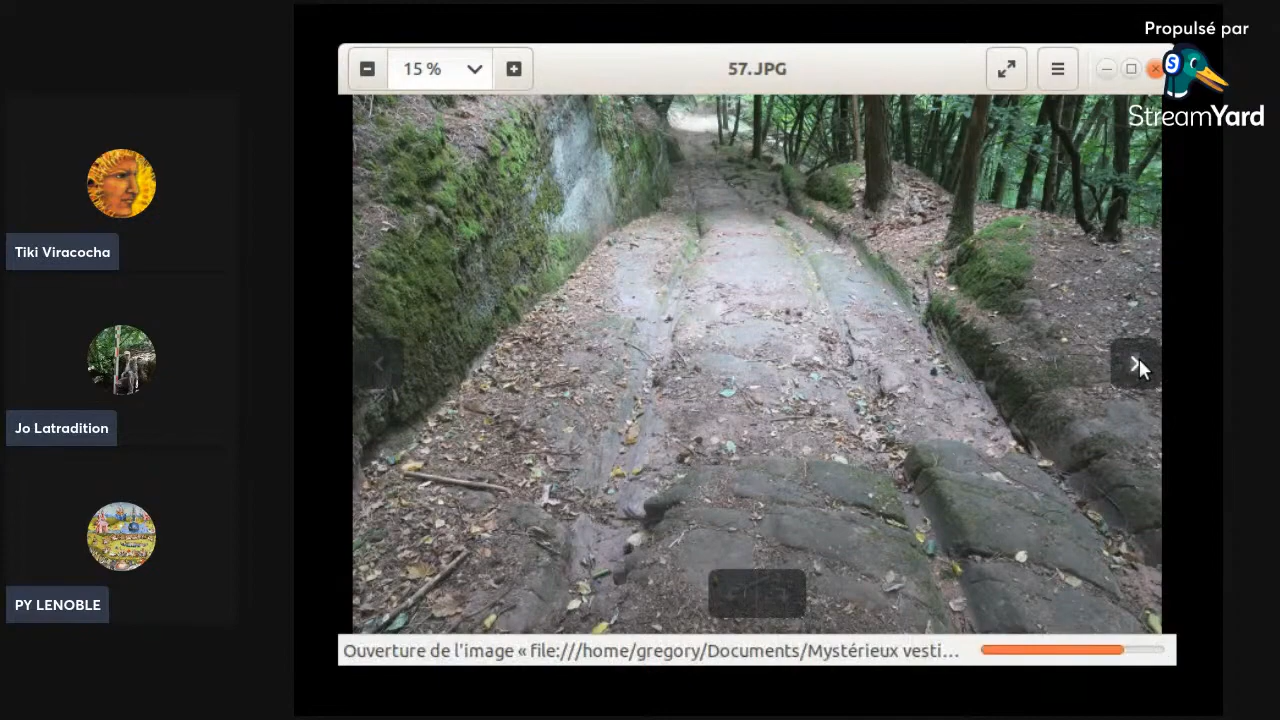 Propulsé par
StreamYard
15 %
57.JPG
Tiki Viracocha
Jo Latradition
PY LENOBLE
Ouverture de l'image « file:///home/gregory/Documents/Mystérieux vesti…